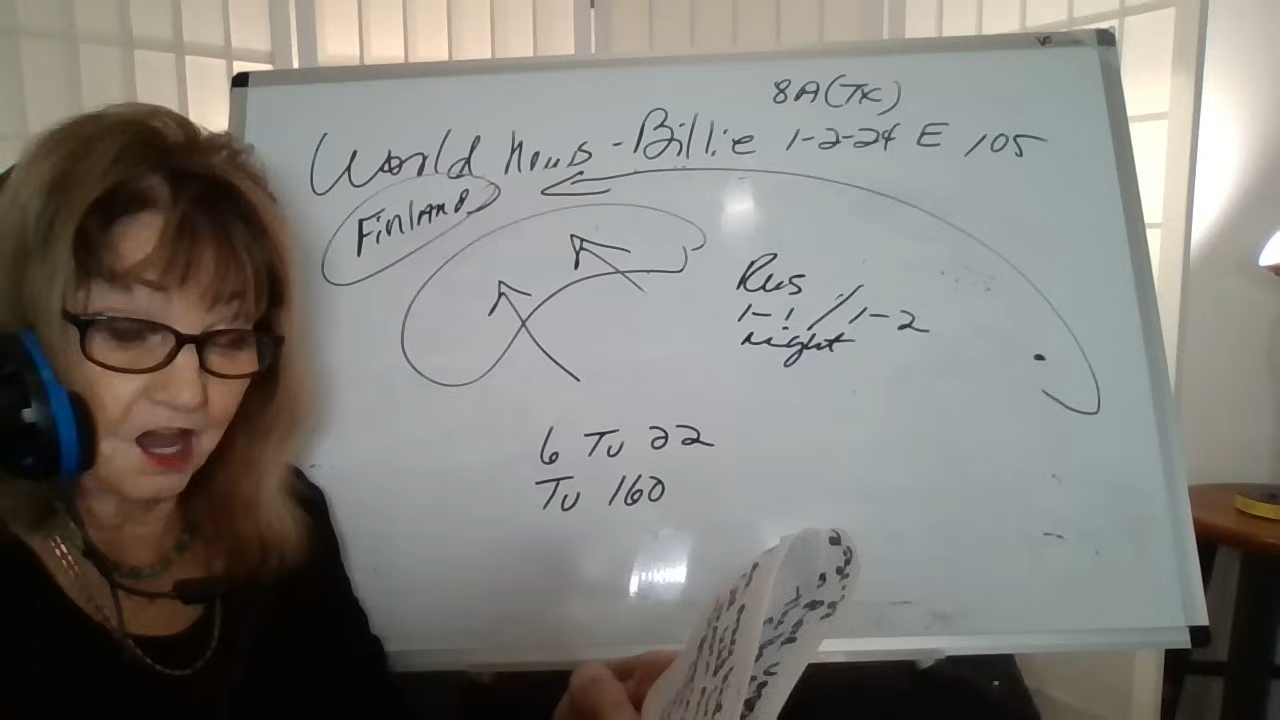 8A(TX)
World News - Billie 1-2-24 E 105
Finland
Rus
1-1 / 1-2
night
6 Tu 22
Tu 160